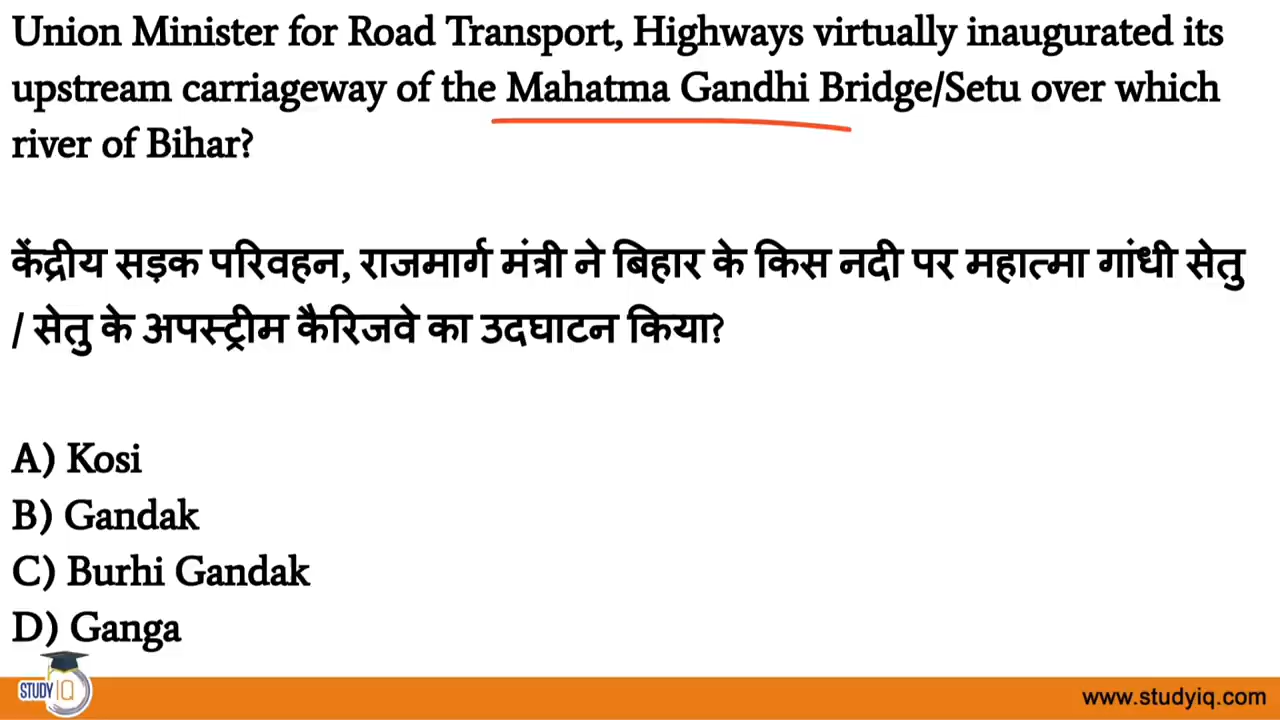 Union Minister for Road Transport, Highways virtually inaugurated its
upstream carriageway of the Mahatma Gandhi Bridge/Setu over which
river of Bihar?
केंद्रीय सड़क परिवहन, राजमार्ग मंत्री ने बिहार के किस नदी पर महात्मा गांधी सेतु
/ सेतु के अपस्ट्रीम कैरिजवे का उदघाटन किया?
A) Kosi
B) Gandak
C) Burhi Gandak
D) Ganga
STUDY IQ
www.studyiq.com